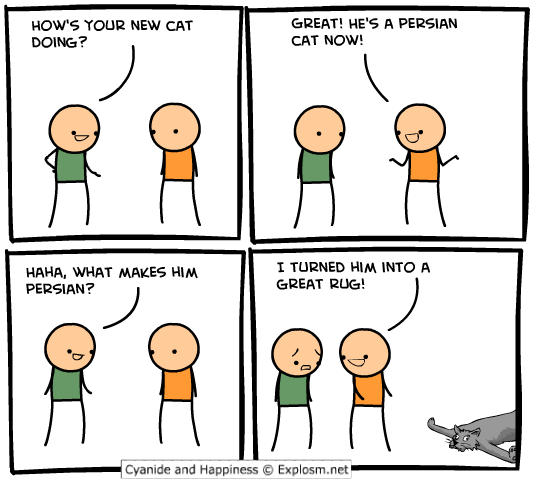 HOW'S YOUR NEW CAT
DOING?
GREAT! HE'S A PERSIAN
CAT NOW!
HAHA, WHAT MAKES HIM
PERSIAN?
I TURNED HIM INTO A
GREAT RUG!
Cyanide and Happiness © Explosm.net